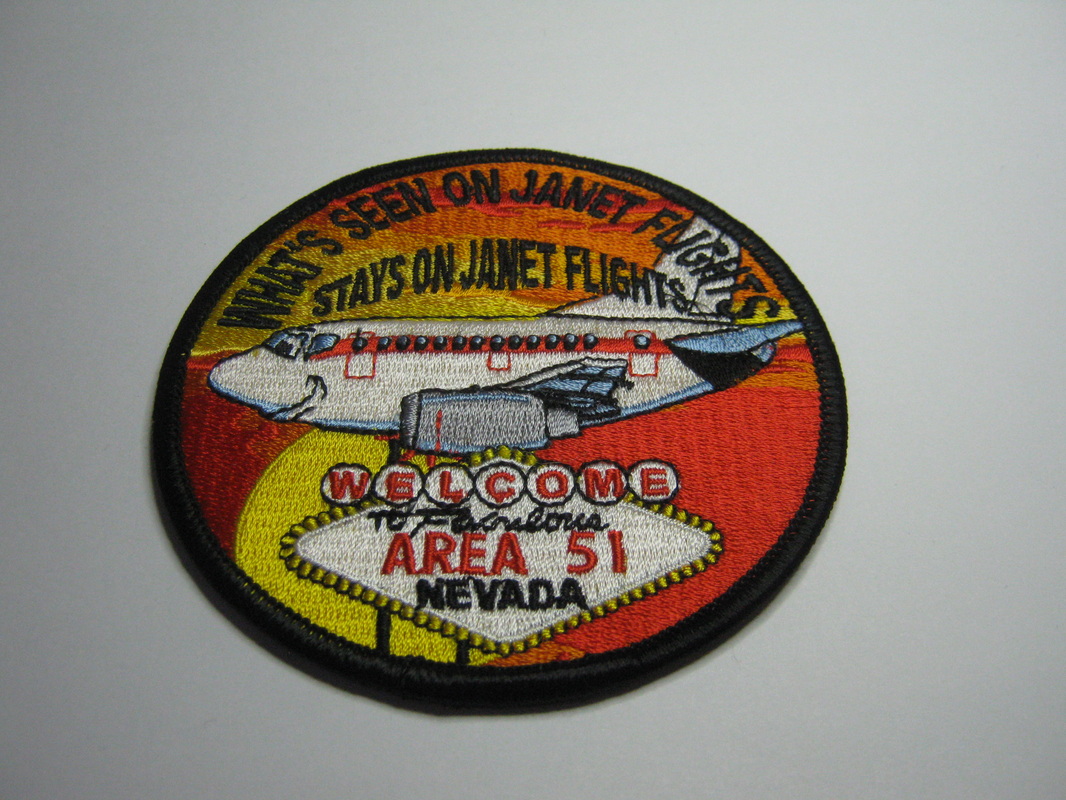 WHAT'S SEEN ON JANET FLIGHTS
STAYS ON JANET FLIGHTS
WELCOME
TO Fabulous
AREA 51
NEVADA